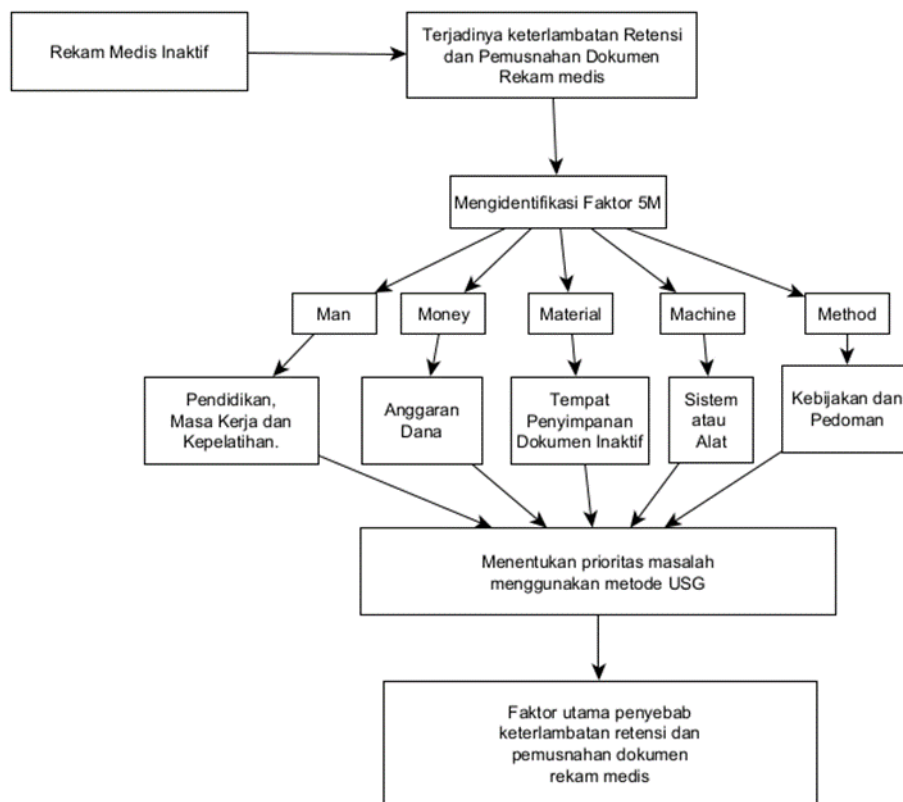 Rekam Medis Inaktif
Terjadinya keterlambatan Retensi
dan Pemusnahan Dokumen
Rekam medis
Mengidentifikasi Faktor 5M
Man
Money
Material
Machine
Method
Pendidikan,
Masa Kerja dan
Kepelatihan.
Anggaran
Dana
Tempat
Penyimpanan
Dokumen Inaktif
Sistem
atau
Alat
Kebijakan dan
Pedoman
Menentukan prioritas masalah
menggunakan metode USG
Faktor utama penyebab
keterlambatan retensi dan
pemusnahan dokumen
rekam medis